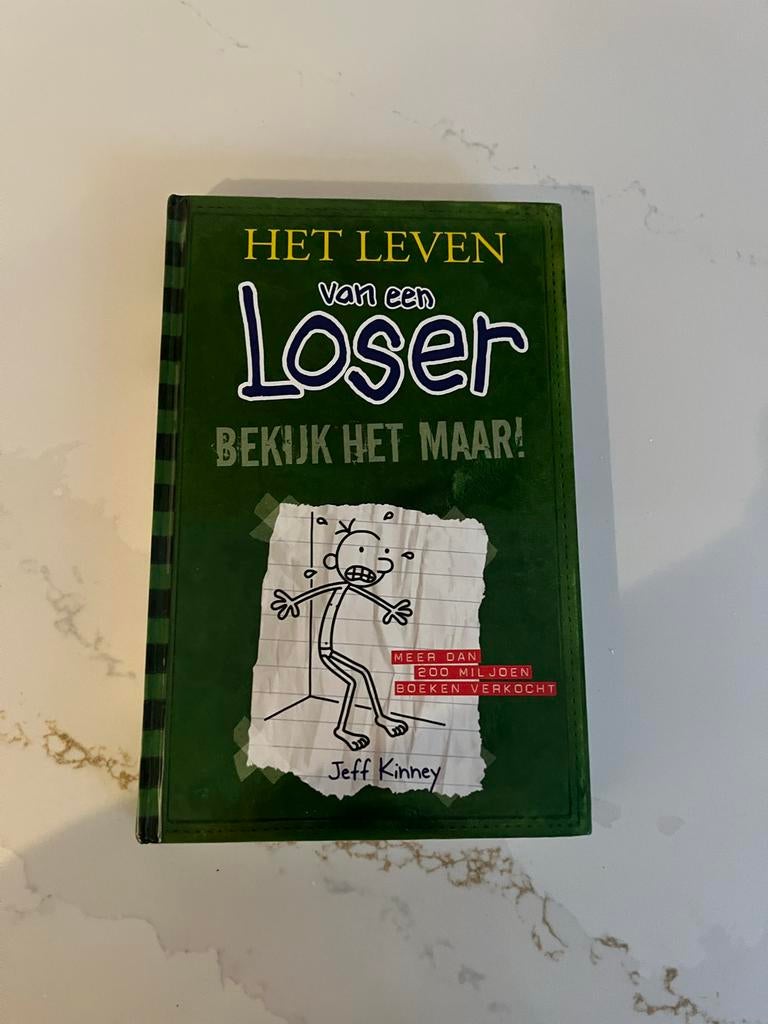 HET LEVEN
van een
Loser
BEKIJK HET MAAR!
MEER DAN
200 MILJOEN
BOEKEN VERKOCHT
Jeff Kinney